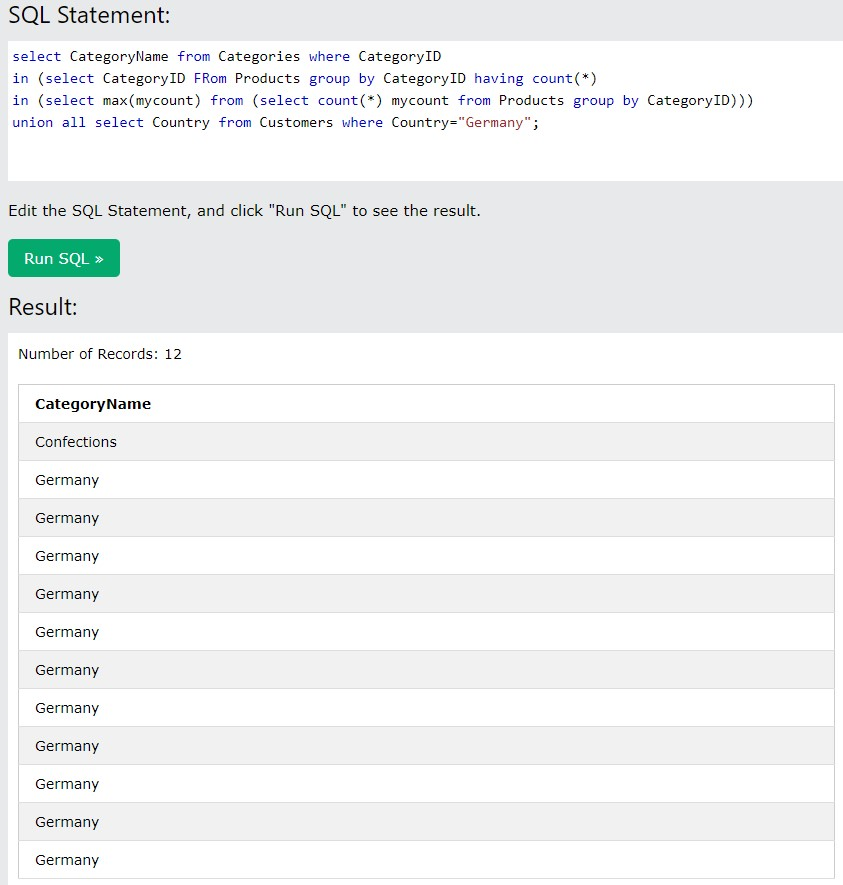 SQL Statement:
select CategoryName from Categories where CategoryID
in (select CategoryID FRom Products group by CategoryID having count(*)
in (select max(mycount) from (select count(*) mycount from Products group by CategoryID)))
union all select Country from Customers where Country="Germany";
Edit the SQL Statement, and click "Run SQL" to see the result.
Run SQL »
Result:
Number of Records: 12
CategoryName
Confections
Germany
Germany
Germany
Germany
Germany
Germany
Germany
Germany
Germany
Germany
Germany